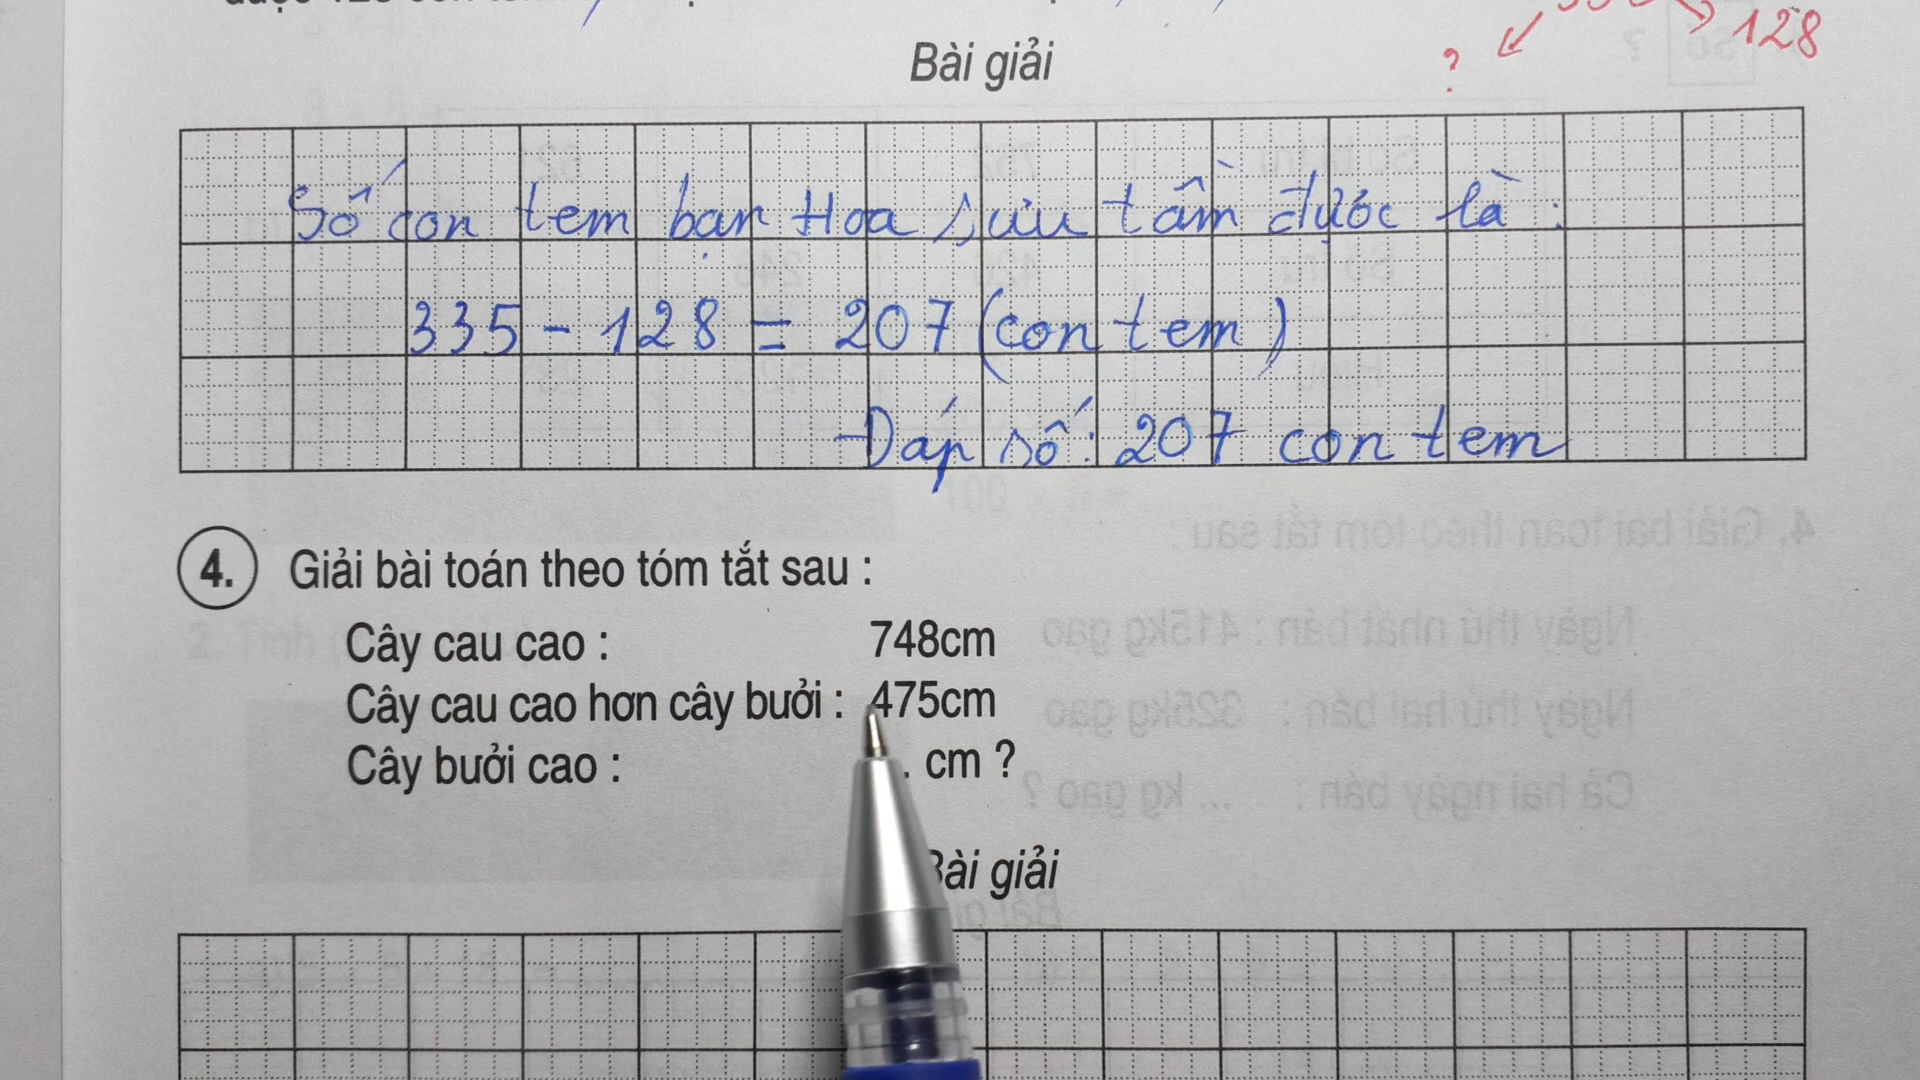 128
?
Bài giải
Số con tem bạn Hoa sưu tầm được là :
335 - 128 = 207 (con tem)
Đáp số: 207 con tem
4. Giải bài toán theo tóm tắt sau :
Cây cau cao : 748cm
Cây cau cao hơn cây bưởi : 475cm
Cây bưởi cao : . cm ?
Bài giải